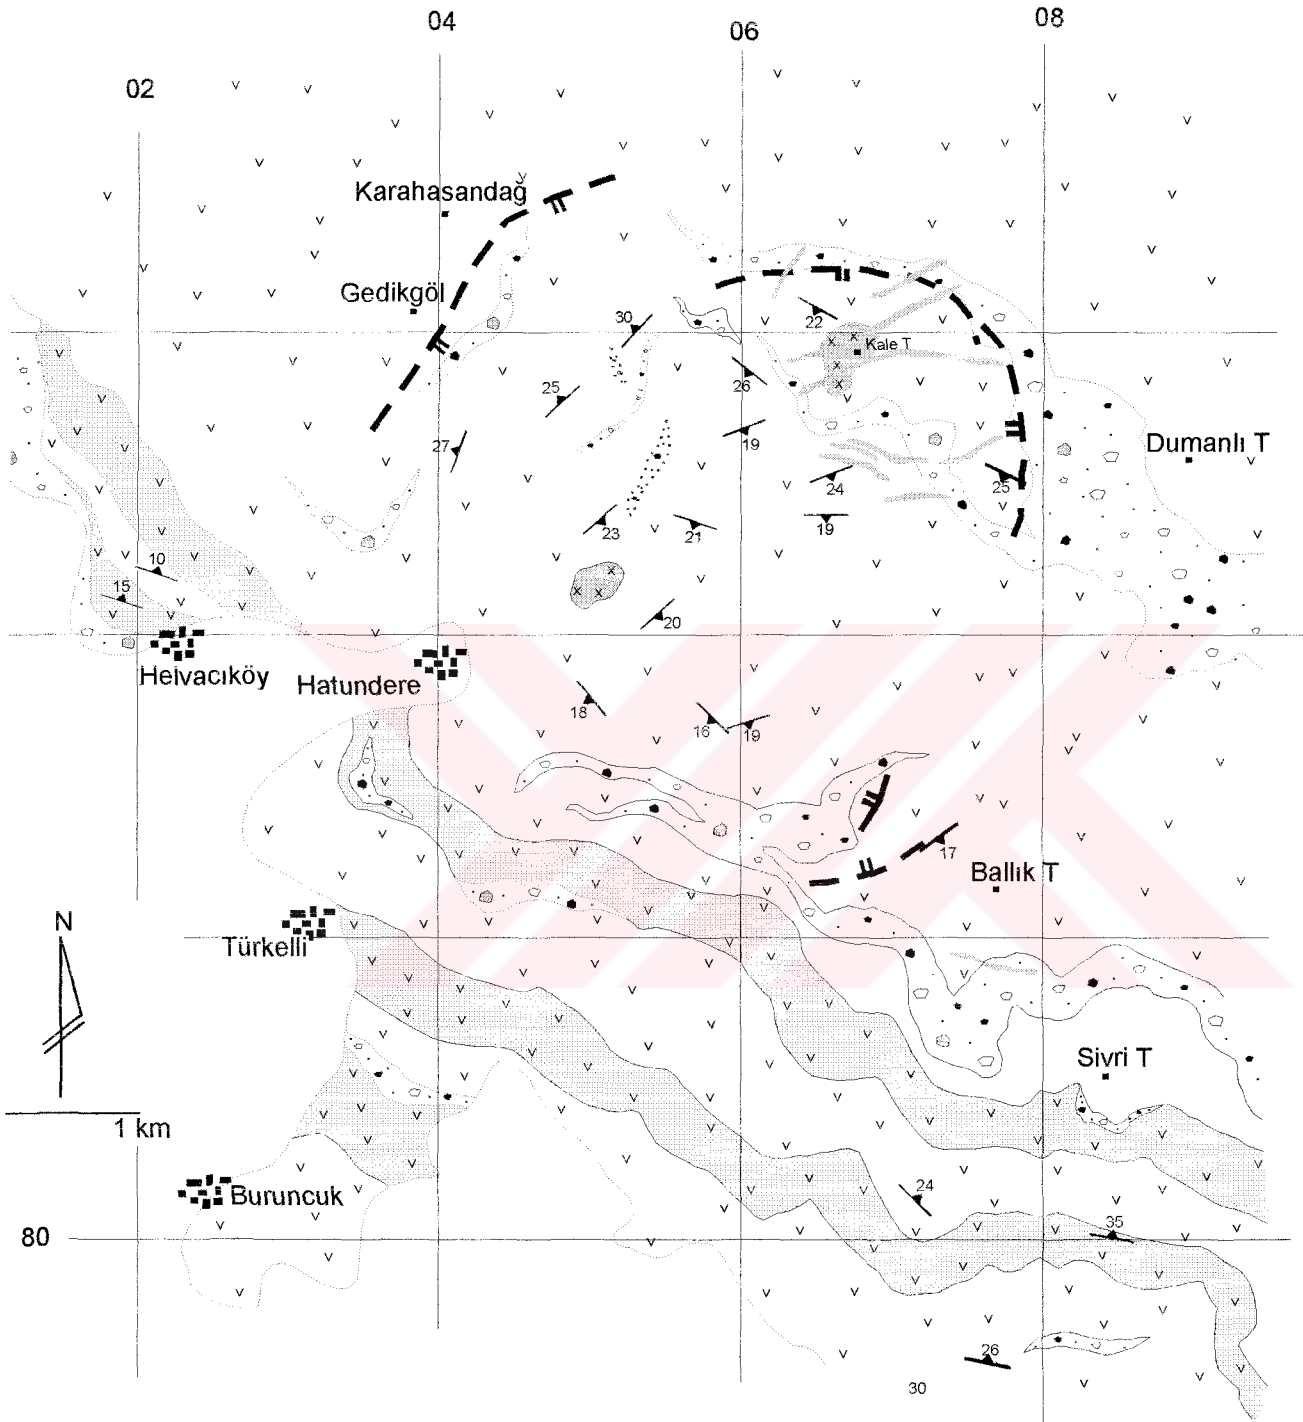 02
04
06
08
Karahasandağ
Gedikgöl
30
22
Kale T
25
26
27
19
Dumanlı T
24
25
23
21
19
10
15
20
Helvacıköy
Hatundere
18
16
19
17
Ballık T
Türkelli
N
Sivri T
1 km
Buruncuk
24
35
80
26
30